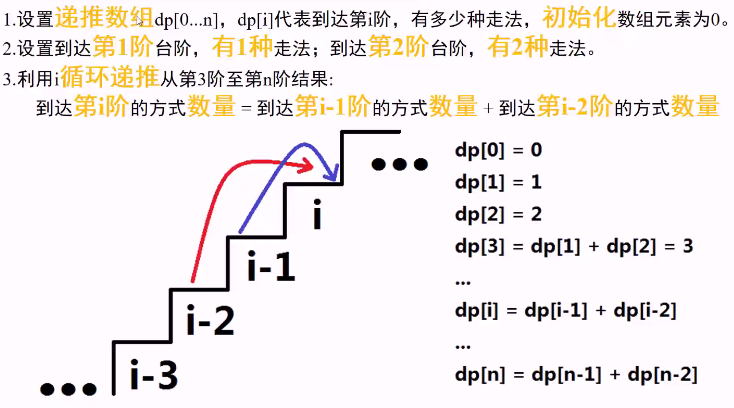 1.设置递推数组dp[0...n]，dp[i]代表到达第i阶，有多少种走法，初始化数组元素为0。
2.设置到达第1阶台阶，有1种走法；到达第2阶台阶，有2种走法。
3.利用i循环递推从第3阶至第n阶结果:
到达第i阶的方式数量 = 到达第i-1阶的方式数量 + 到达第i-2阶的方式数量
dp[0] = 0
dp[1] = 1
dp[2] = 2
dp[3] = dp[1] + dp[2] = 3
...
dp[i] = dp[i-1] + dp[i-2]
...
dp[n] = dp[n-1] + dp[n-2]
●●●
i
i-1
i-2
i-3
●●●